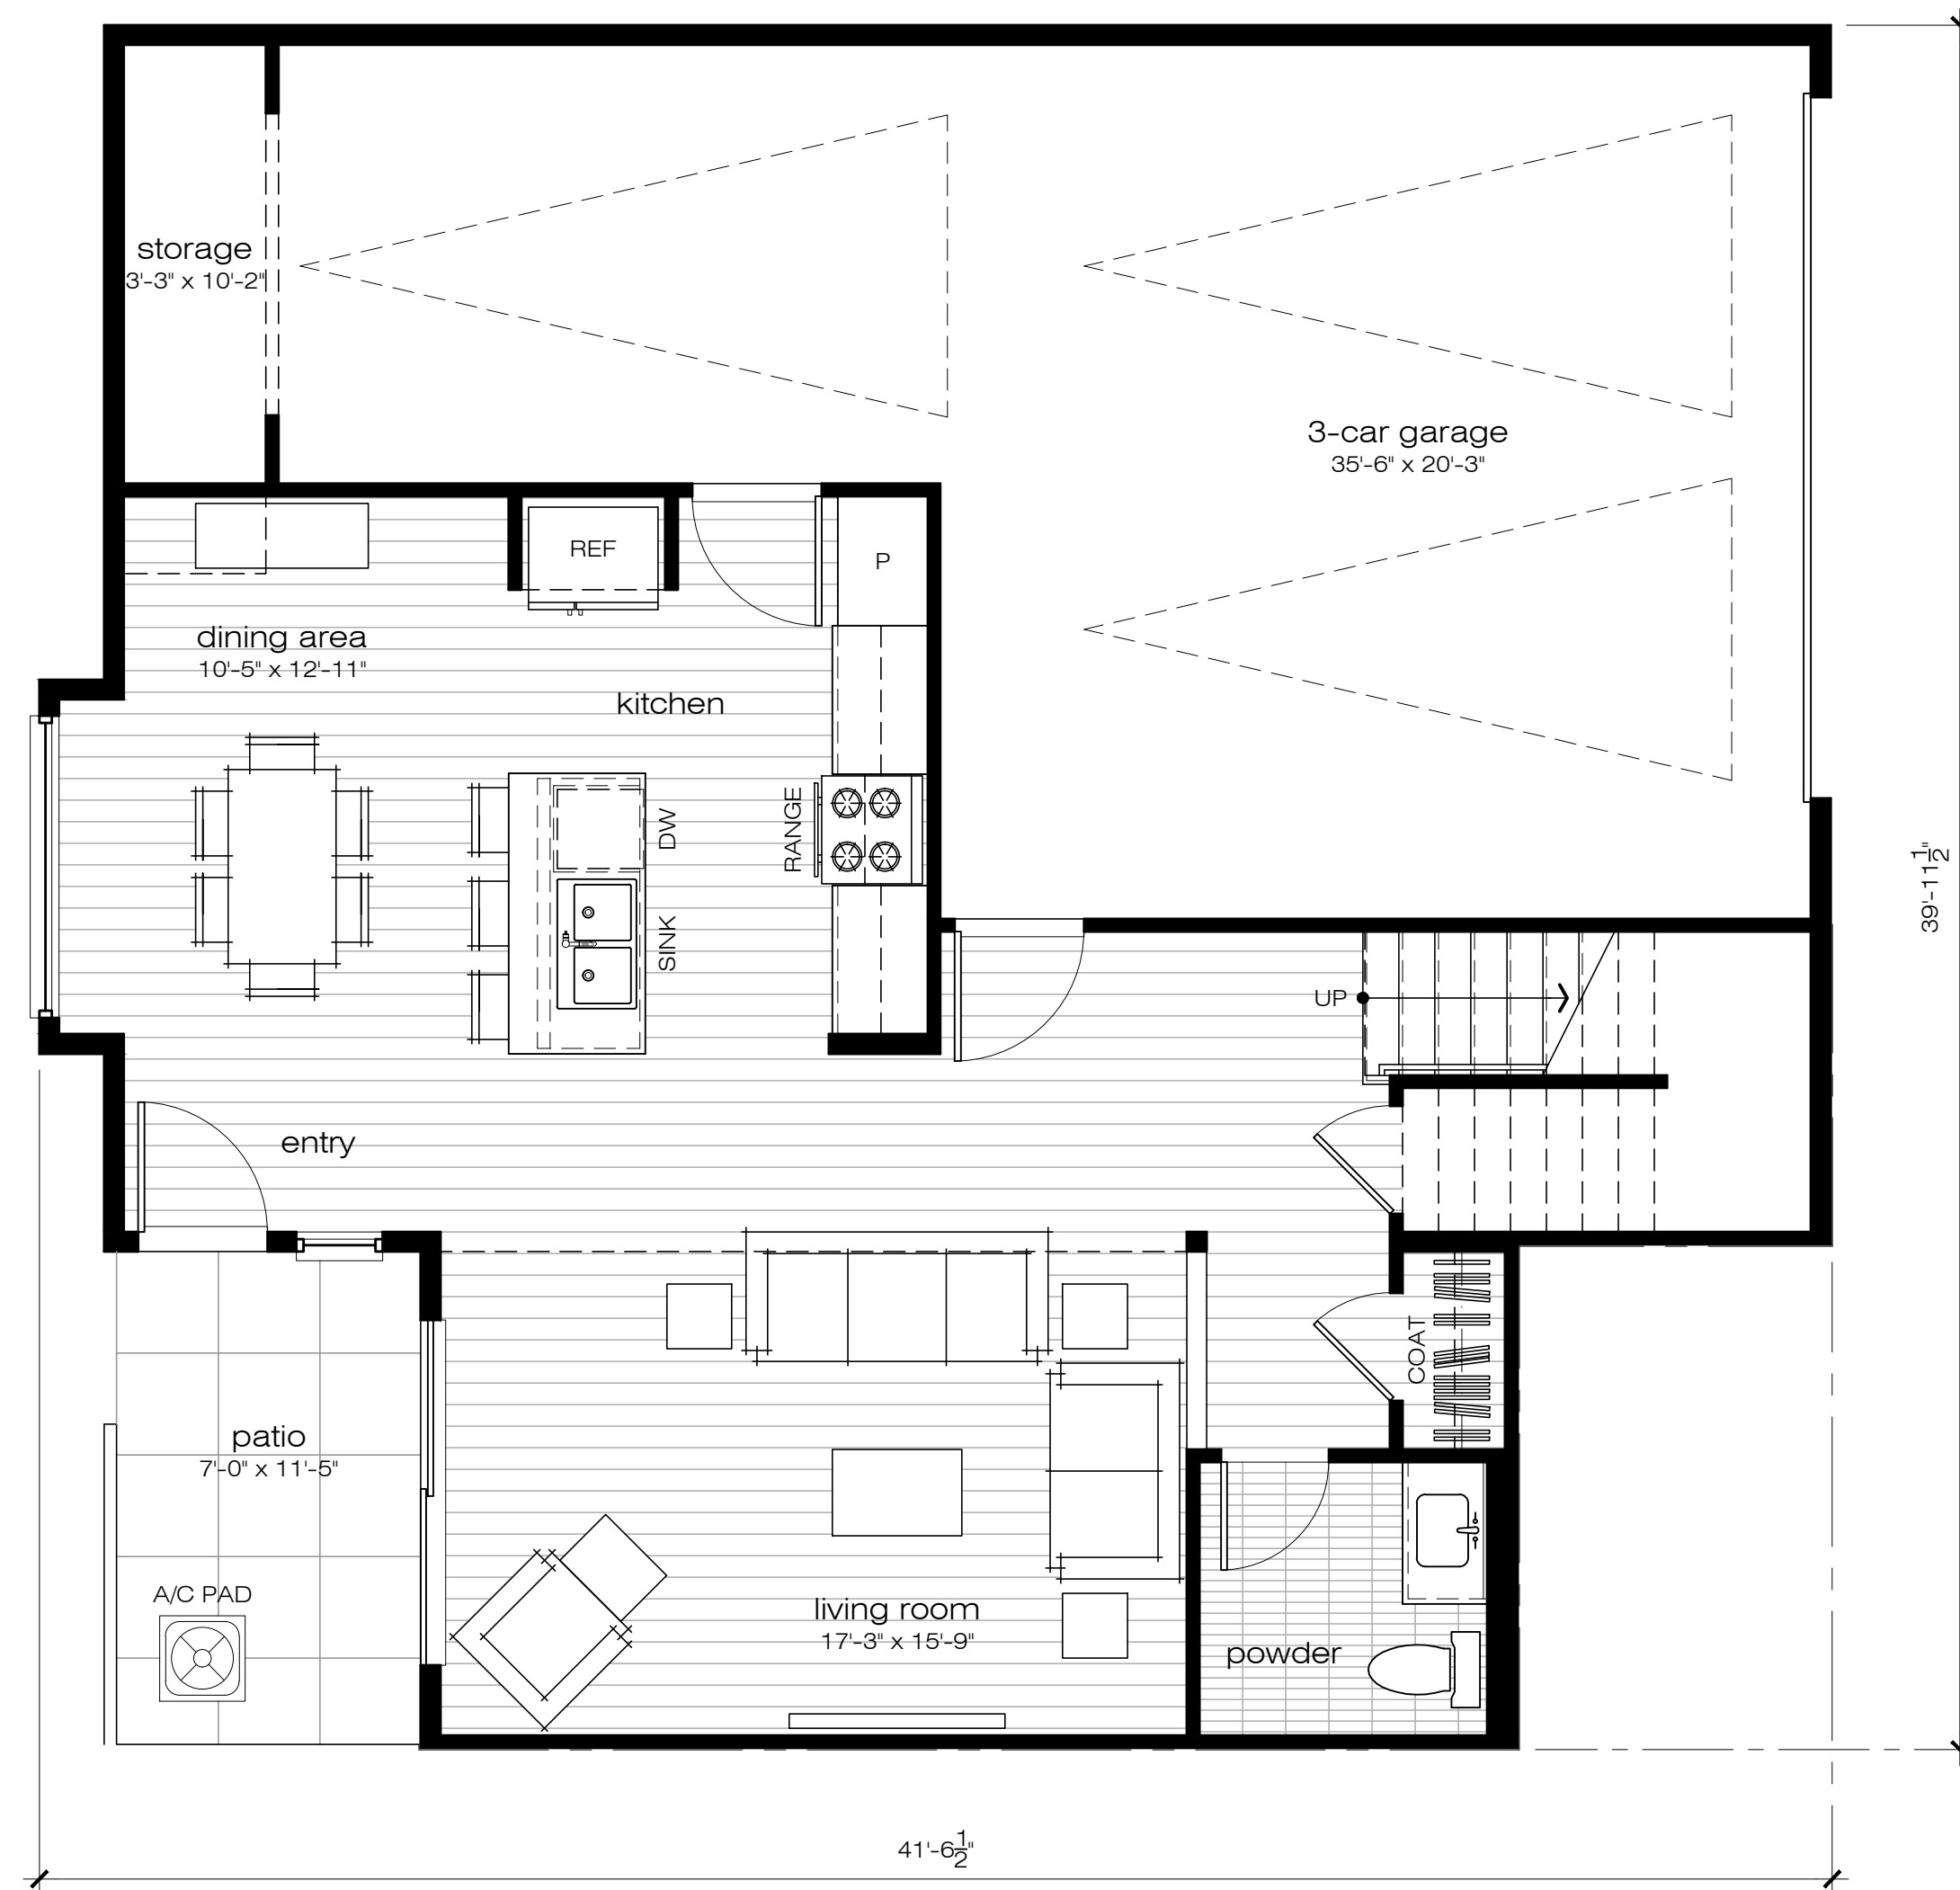 storage
3'-3" x 10'-2"
3-car garage
35'-6" x 20'-3"
REF
P
dining area
10'-5" x 12'-11"
kitchen
DW
RANGE
SINK
39'-11 1/2"
UP
entry
COAT
patio
7'-0" x 11'-5"
A/C PAD
living room
17'-3" x 15'-9"
powder
41'-6 1/2"